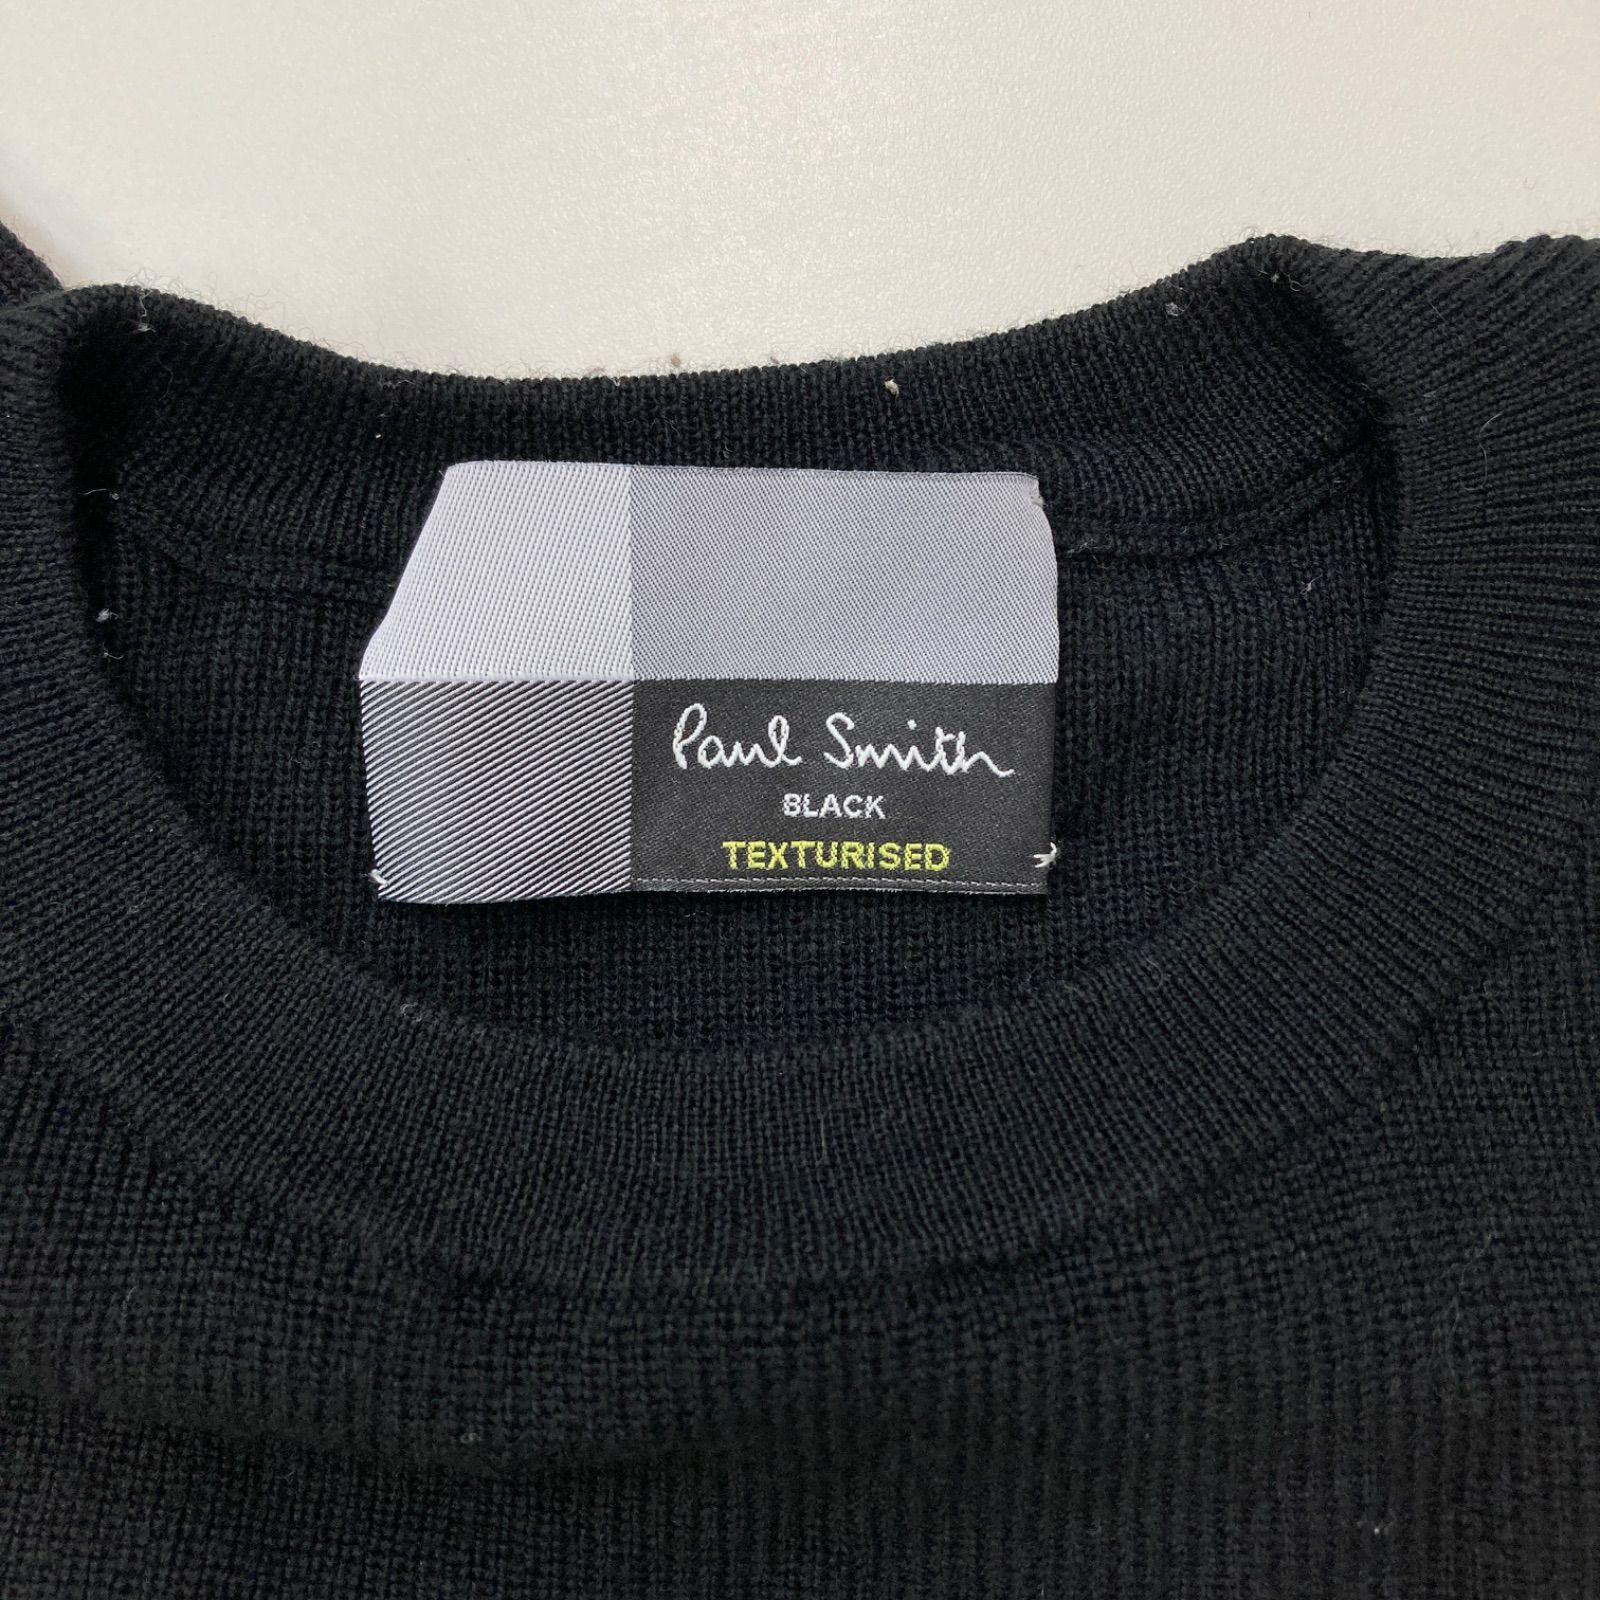 Paul Smith
BLACK
TEXTURISED